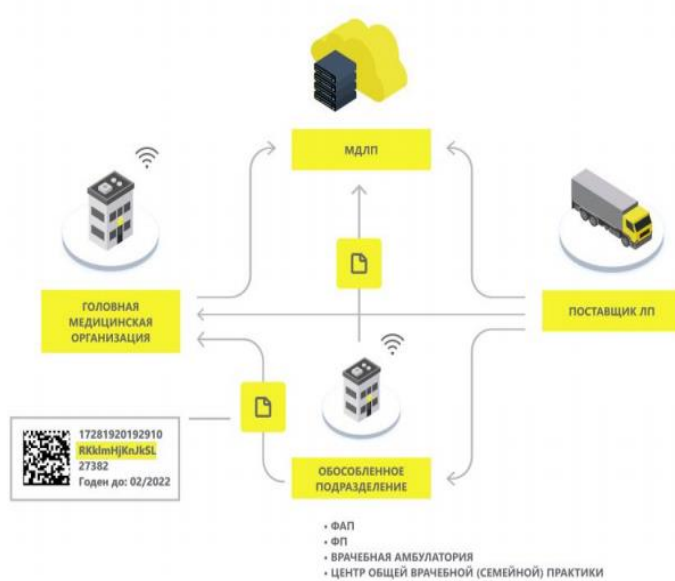 МДЛП
ГОЛОВНАЯ
МЕДИЦИНСКАЯ
ОРГАНИЗАЦИЯ
ПОСТАВЩИК ЛП
17281920192910
RKklmHjKnJkSL
27382
Годен до: 02/2022
ОБОСОБЛЕННОЕ
ПОДРАЗДЕЛЕНИЕ
• ФАП
• ФП
• ВРАЧЕБНАЯ АМБУЛАТОРИЯ
• ЦЕНТР ОБЩЕЙ ВРАЧЕБНОЙ (СЕМЕЙНОЙ) ПРАКТИКИ